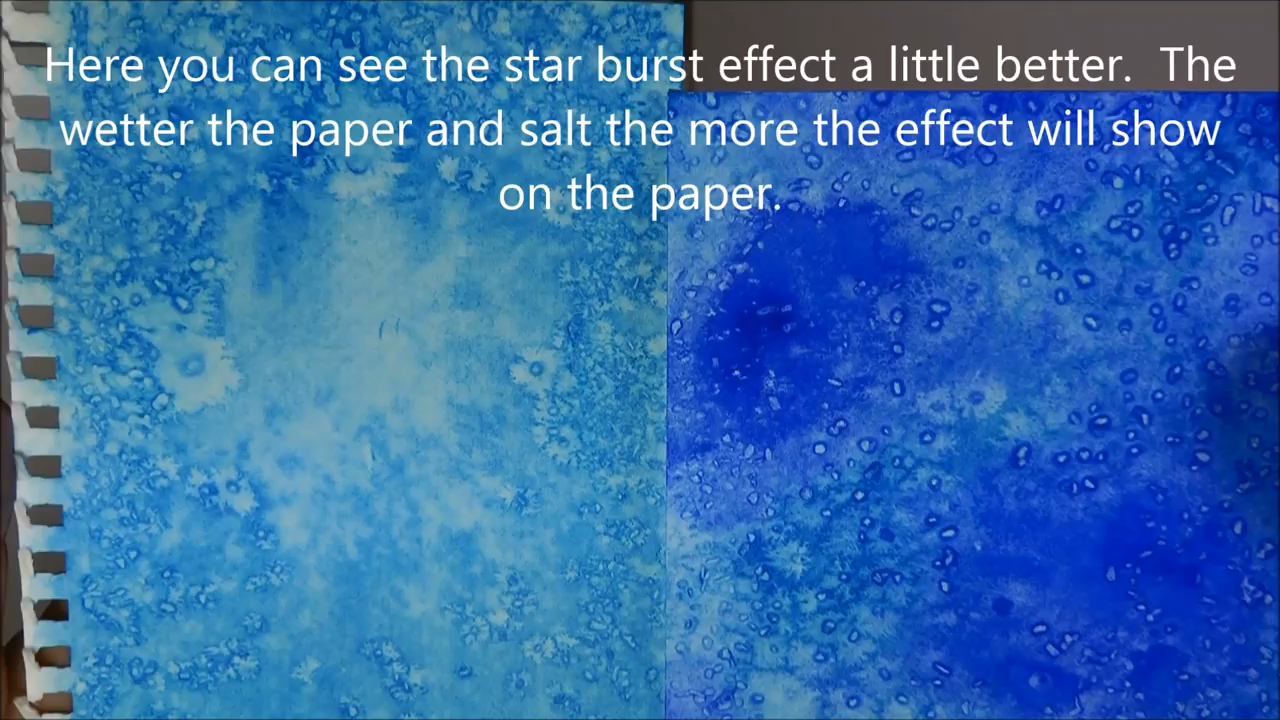 Here you can see the star burst effect a little better.  The
wetter the paper and salt the more the effect will show
on the paper.